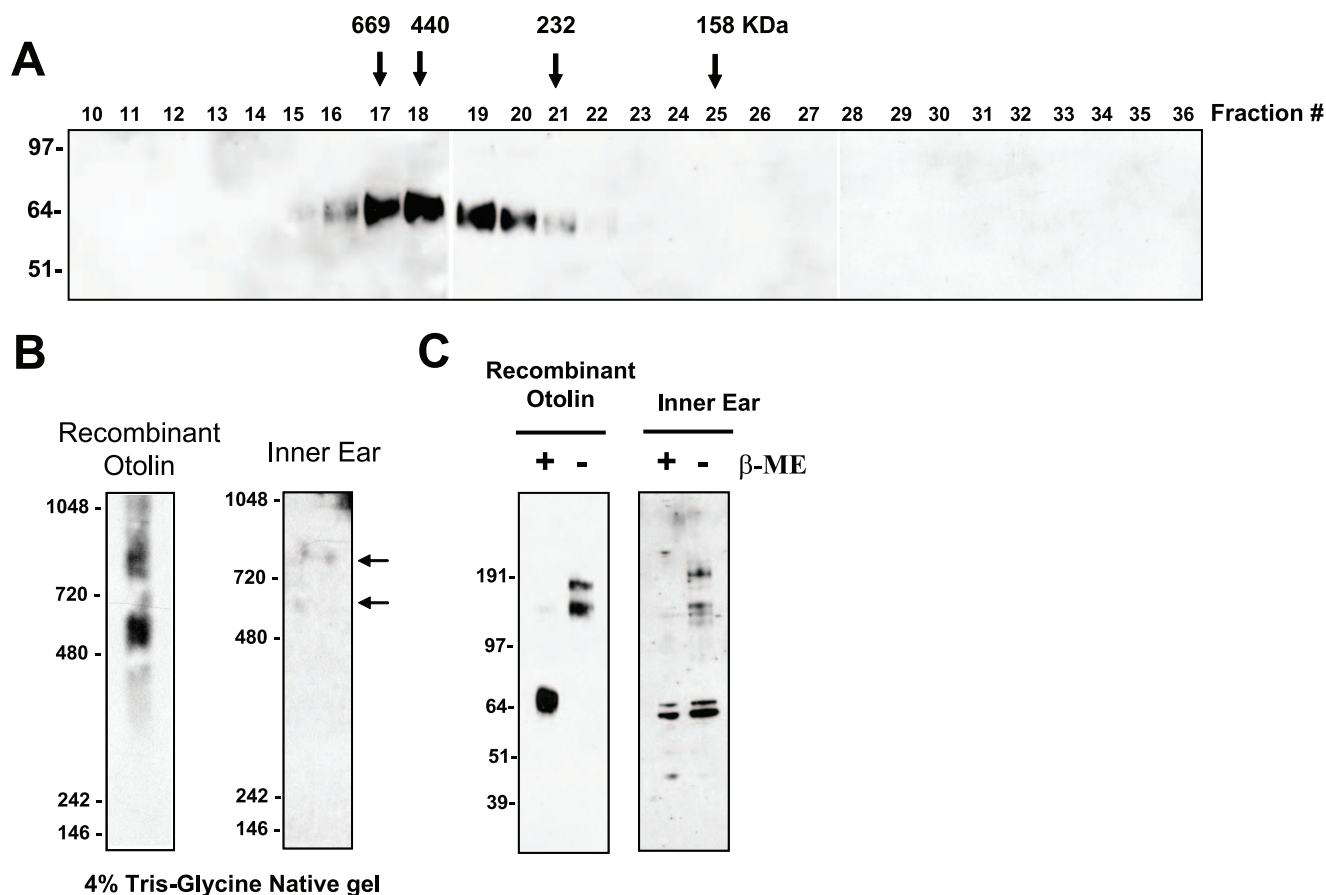 669 440 232 158 KDa
A
10 11 12 13 14 15 16 17 18 19 20 21 22 23 24 25 26 27 28 29 30 31 32 33 34 35 36 Fraction #
97-
64-
51-
B
Recombinant
Otolin
Inner Ear
1048 -
720 -
480 -
242 -
146 -
1048 -
720 -
480 -
242 -
146 -
4% Tris-Glycine Native gel
C
Recombinant
Otolin
Inner Ear
+ - + - β-ME
191-
97-
64-
51-
39-